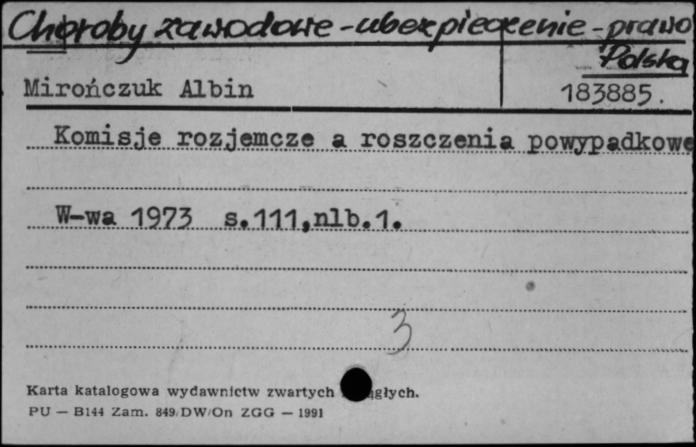 Choroby zawodowe - ubezpieczenie - prawo
Polska
Mirończuk Albin 183885.
Komisje rozjemcze a roszczenia powypadkowe
W-wa 1973 s.111,nlb.1.
3
Karta katalogowa wydawnictw zwartych
PU — B144 Zam. 849/DW/On ZGG — 1991